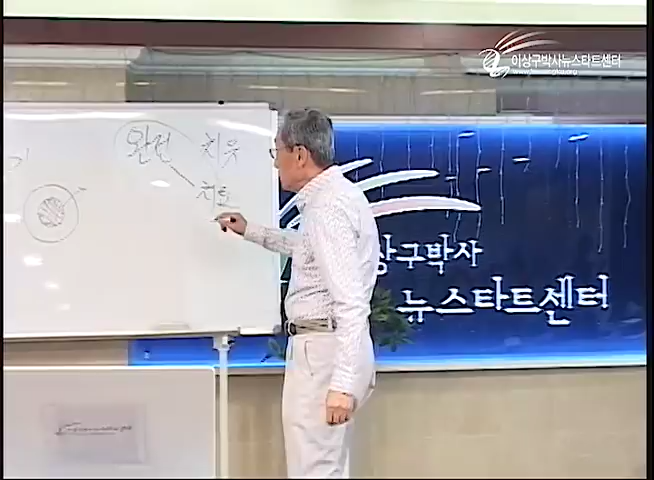 이상구박사뉴스타트센터
완전 치유
치료
상구박사
뉴스타트센터